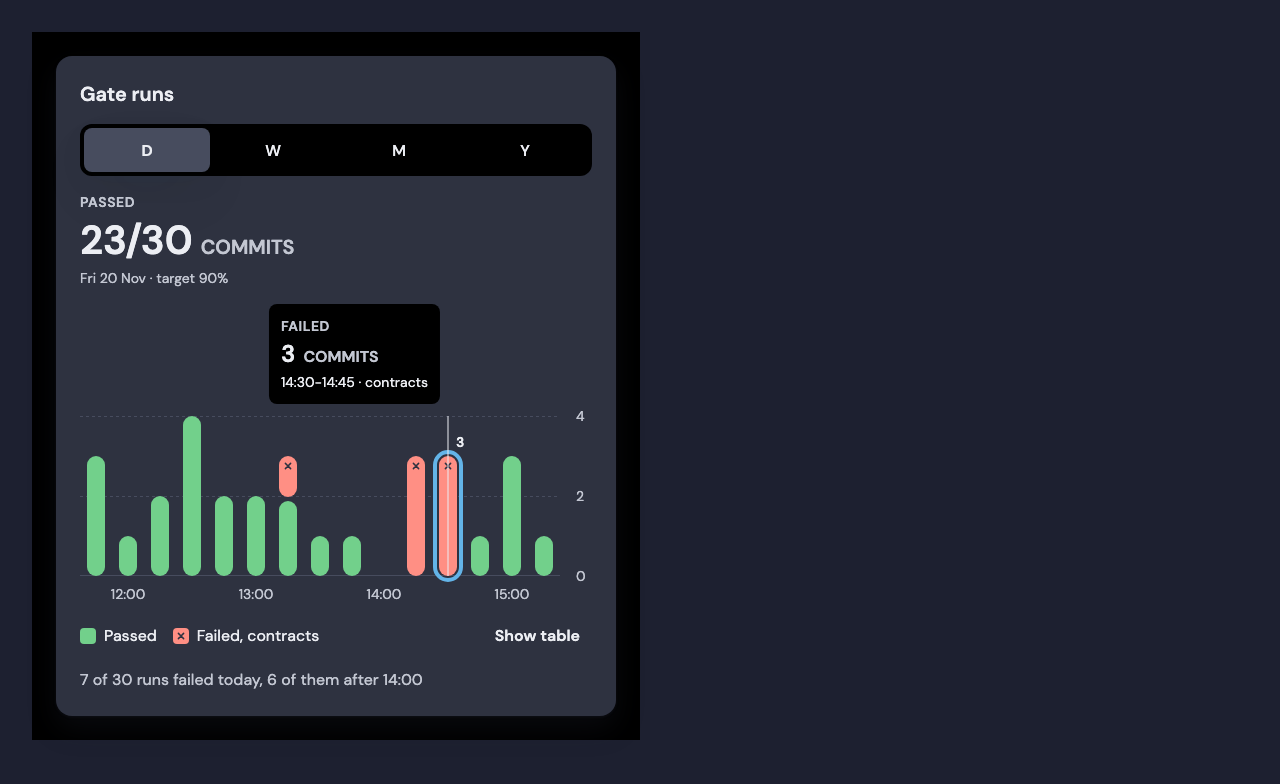 Gate runs
D W M Y
PASSED
23/30 COMMITS
Fri 20 Nov · target 90%
FAILED
3 COMMITS
14:30–14:45 · contracts
4
3
2
0
12:00 13:00 14:00 15:00
Passed Failed, contracts Show table
7 of 30 runs failed today, 6 of them after 14:00